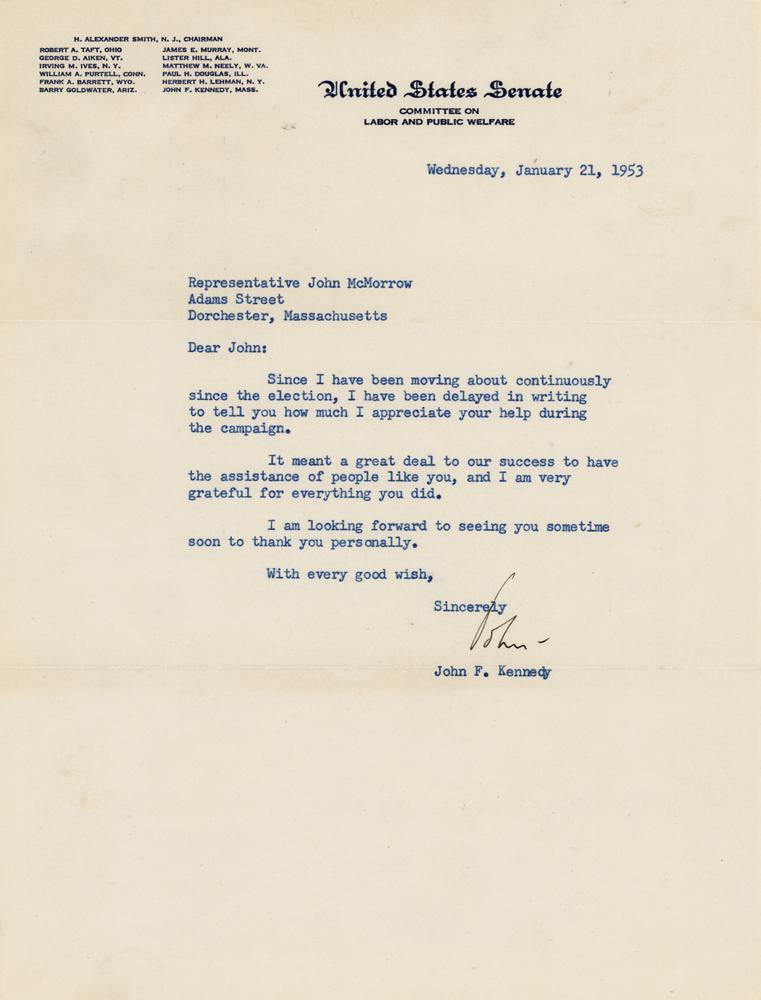 H. ALEXANDER SMITH, N. J., CHAIRMAN
ROBERT A. TAFT, OHIO
GEORGE D. AIKEN, VT.
IRVING M. IVES, N. Y.
WILLIAM A. PURTELL, CONN.
FRANK A. BARRETT, WYO.
BARRY GOLDWATER, ARIZ.
JAMES E. MURRAY, MONT.
LISTER HILL, ALA.
MATTHEW M. NEELY, W. VA.
PAUL H. DOUGLAS, ILL.
HERBERT H. LEHMAN, N. Y.
JOHN F. KENNEDY, MASS.
United States Senate
COMMITTEE ON
LABOR AND PUBLIC WELFARE
Wednesday, January 21, 1953
Representative John McMorrow
Adams Street
Dorchester, Massachusetts
Dear John:
Since I have been moving about continuously
since the election, I have been delayed in writing
to tell you how much I appreciate your help during
the campaign.
It meant a great deal to our success to have
the assistance of people like you, and I am very
grateful for everything you did.
I am looking forward to seeing you sometime
soon to thank you personally.
With every good wish,
Sincerely
John -
John F. Kennedy